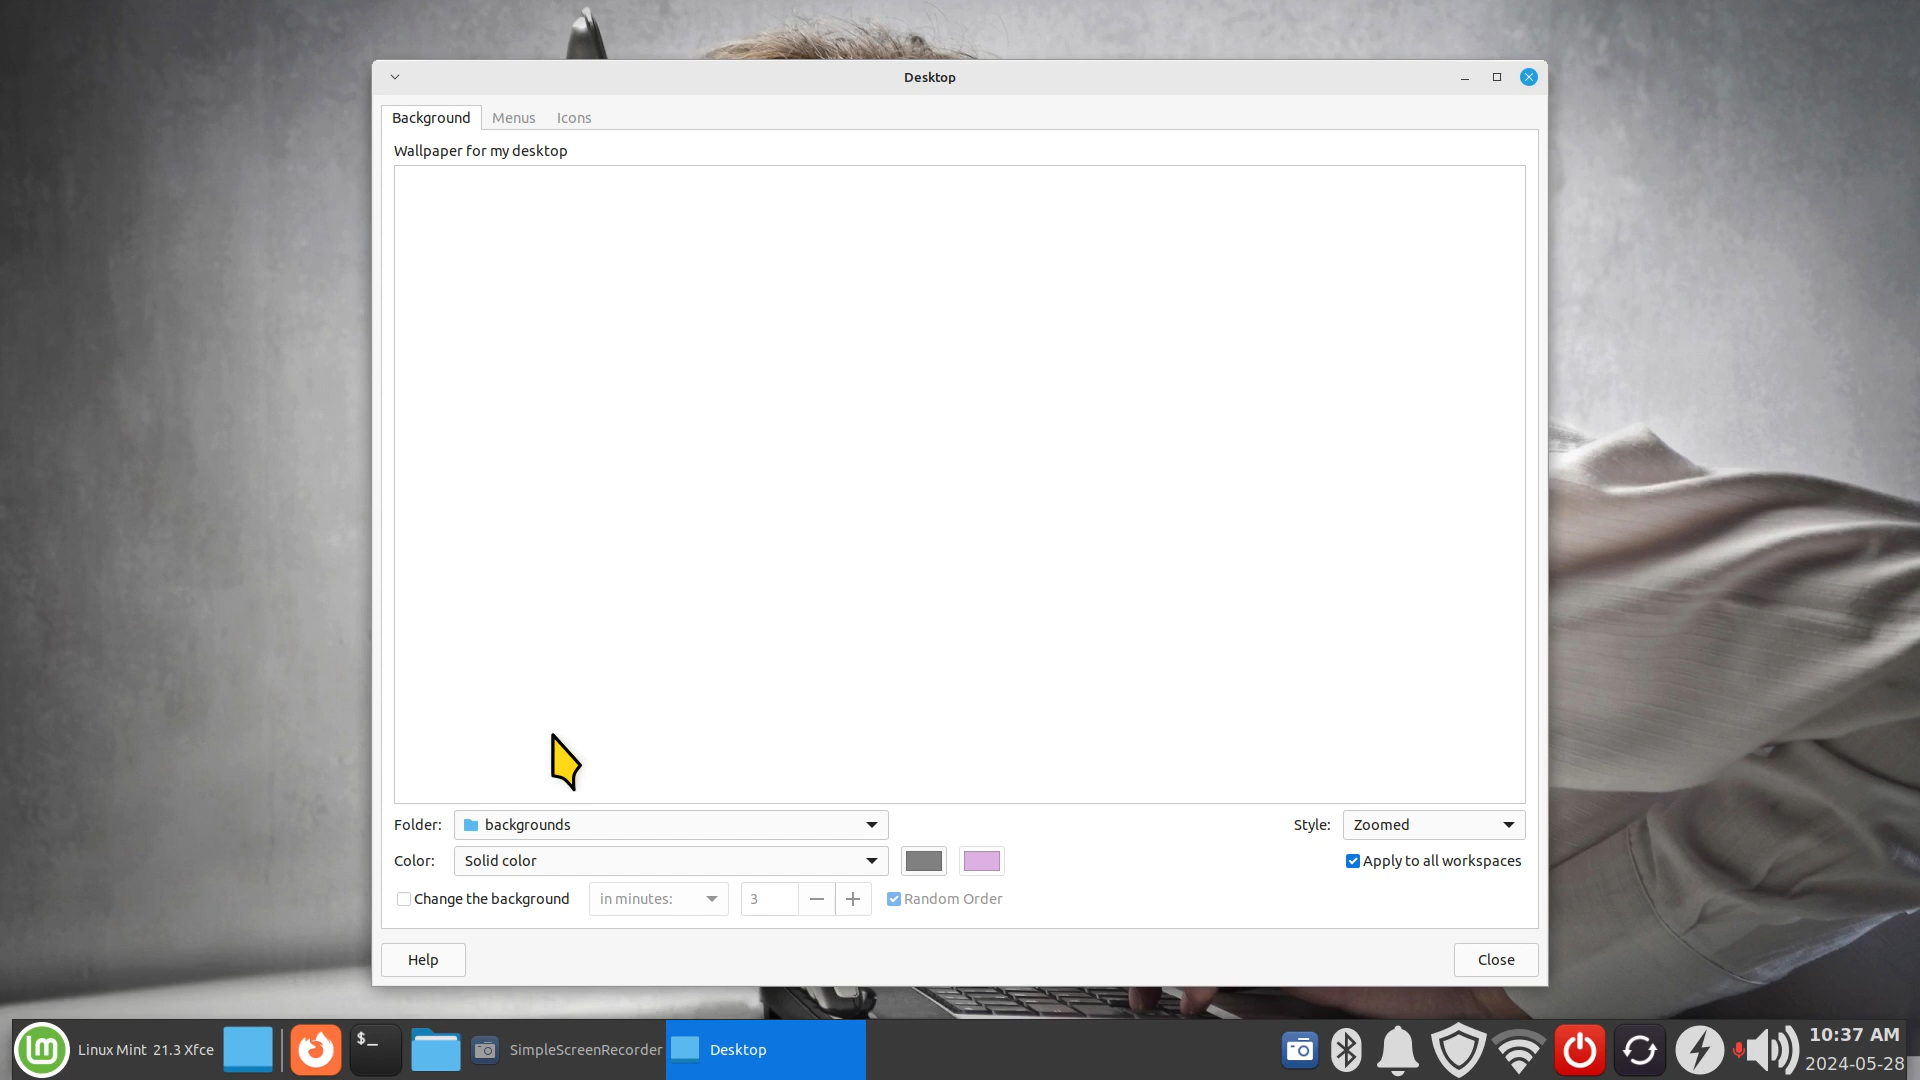 Desktop
Background Menus Icons
Wallpaper for my desktop
Folder: backgrounds Style: Zoomed
Color: Solid color Apply to all workspaces
Change the background in minutes: 3 Random Order
Help Close
$_
Linux Mint 21.3 Xfce SimpleScreenRecorder Desktop
10:37 AM
2024-05-28